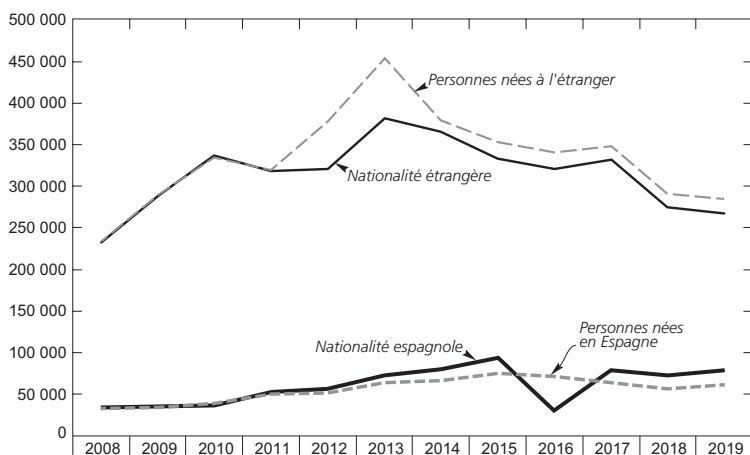 500 000
450 000
400 000
350 000
300 000
250 000
200 000
150 000
100 000
50 000
0
Personnes nées à l'étranger
Nationalité étrangère
Nationalité espagnole
Personnes nées
en Espagne
2008 2009 2010 2011 2012 2013 2014 2015 2016 2017 2018 2019